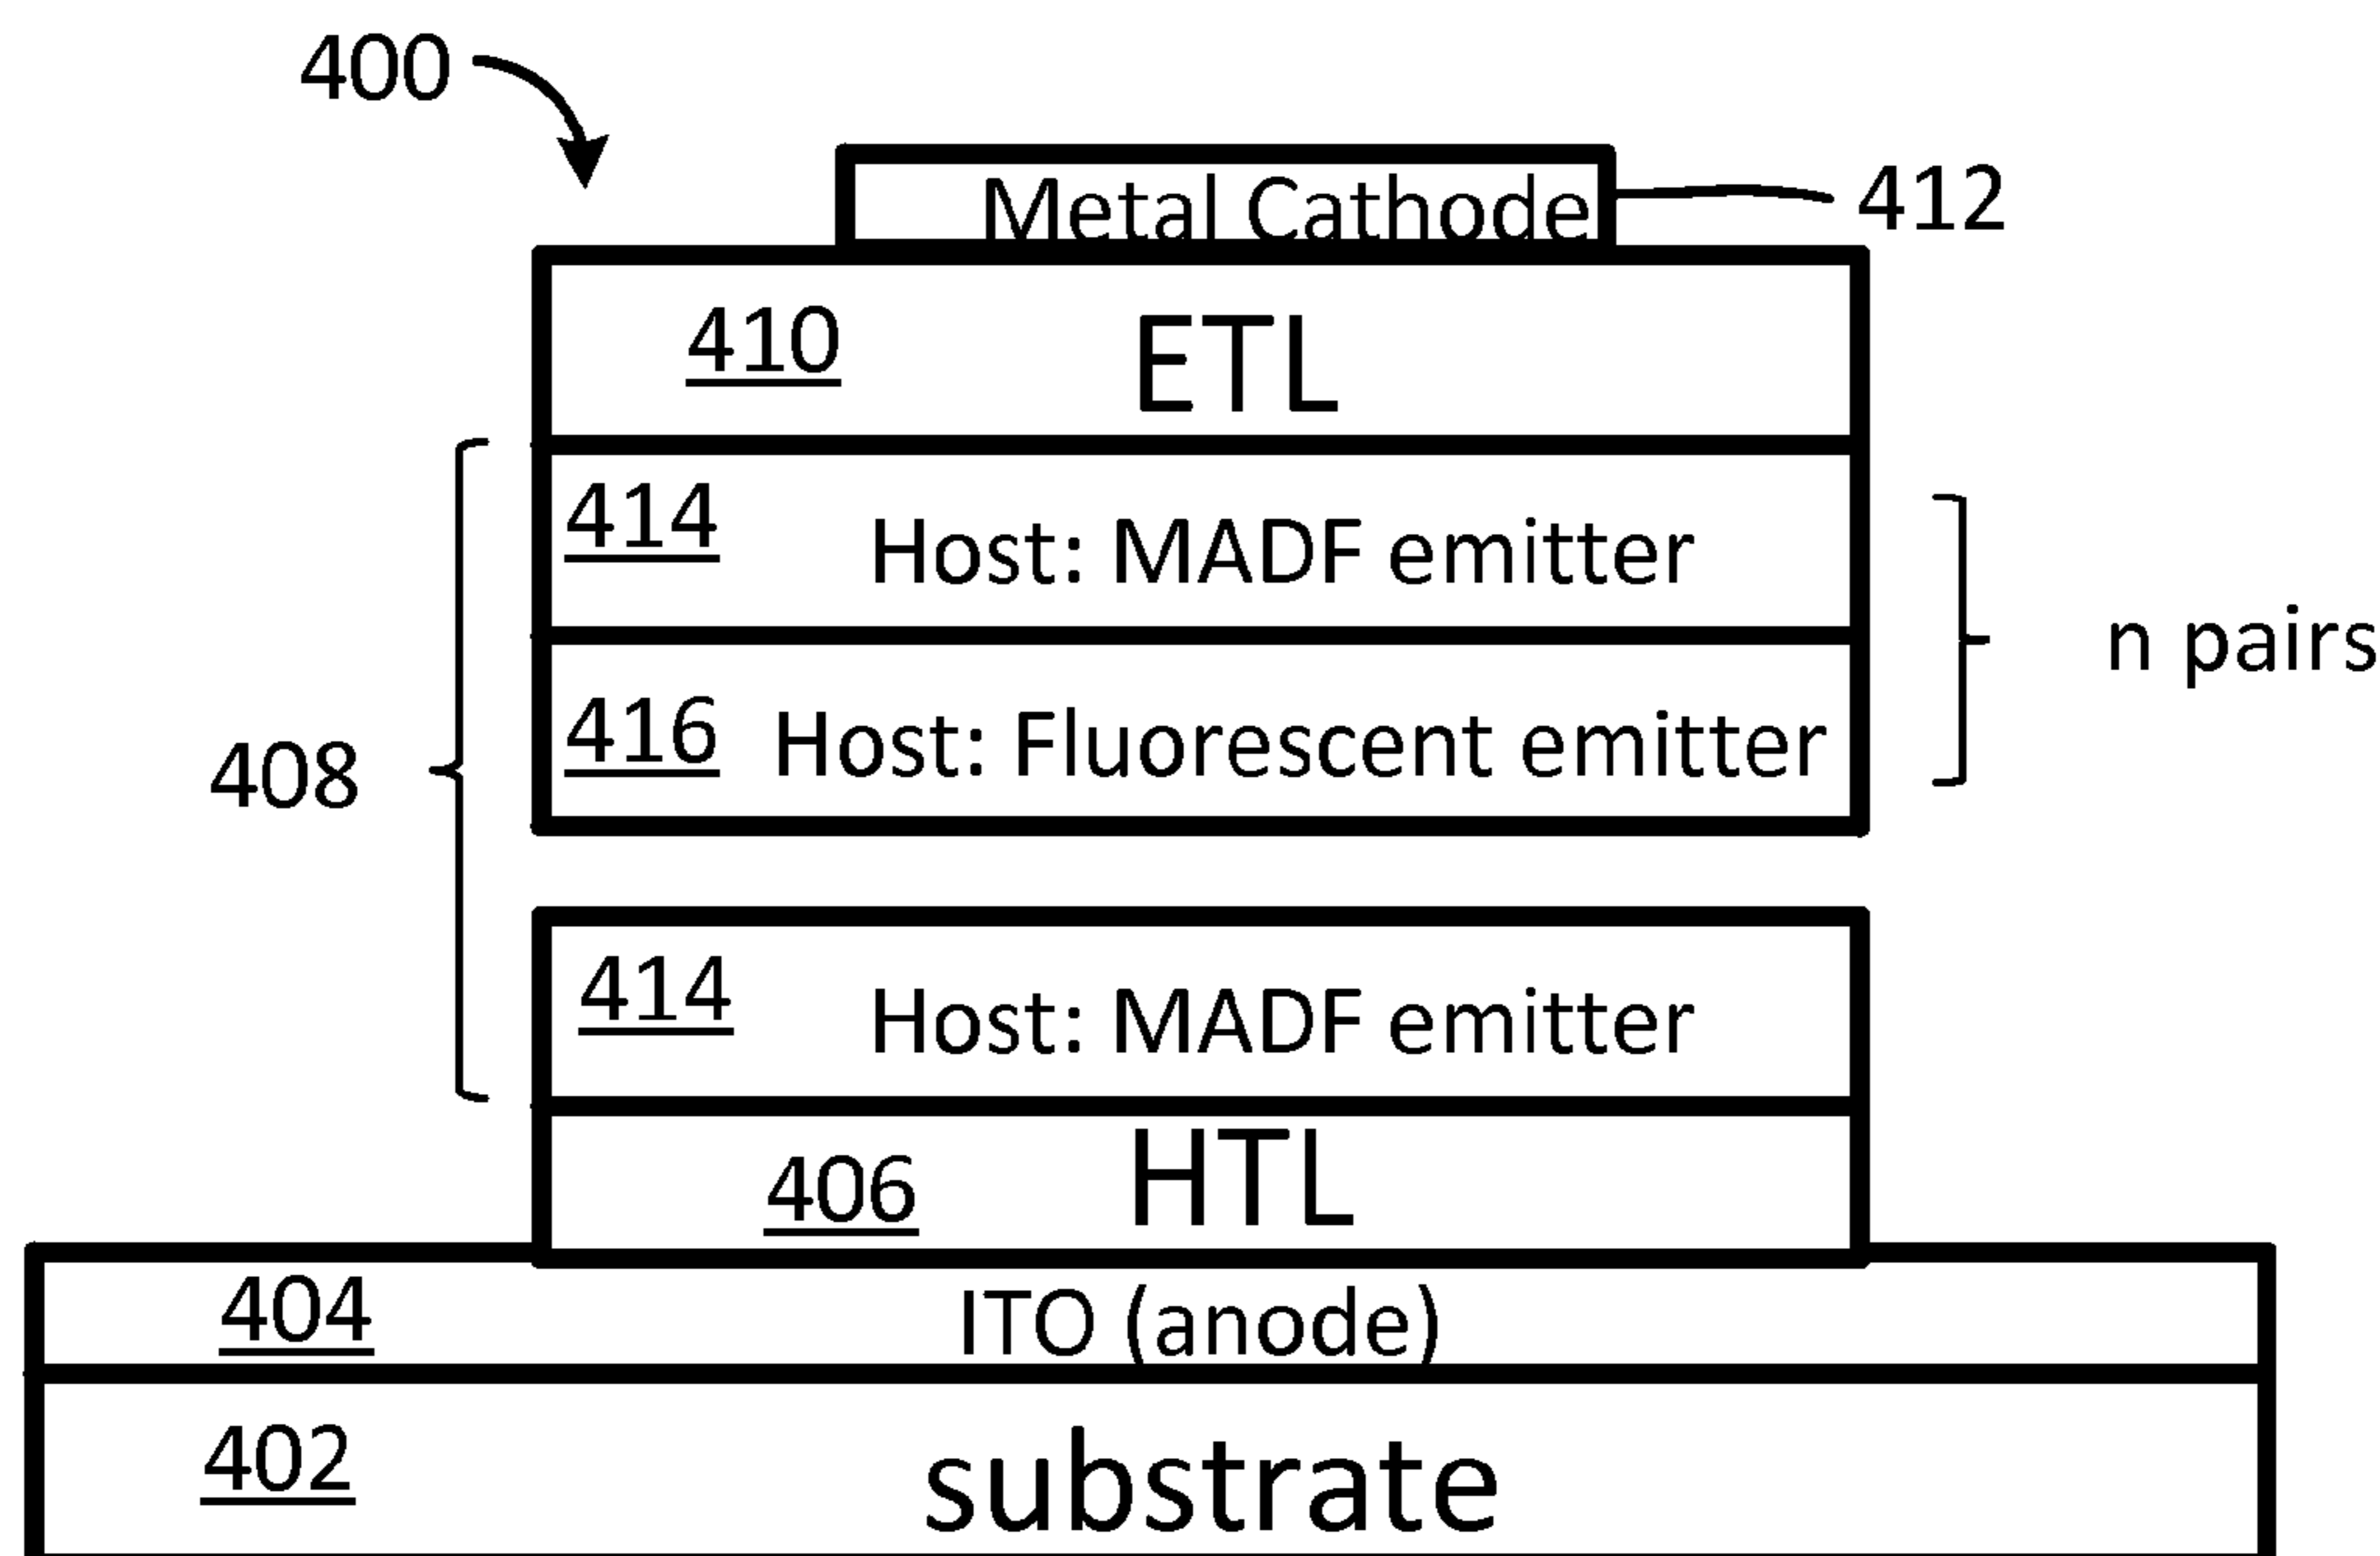 400
Metal Cathode
412
410 ETL
414 Host: MADF emitter
n pairs
416 Host: Fluorescent emitter
408
414 Host: MADF emitter
406 HTL
404 ITO (anode)
402 substrate